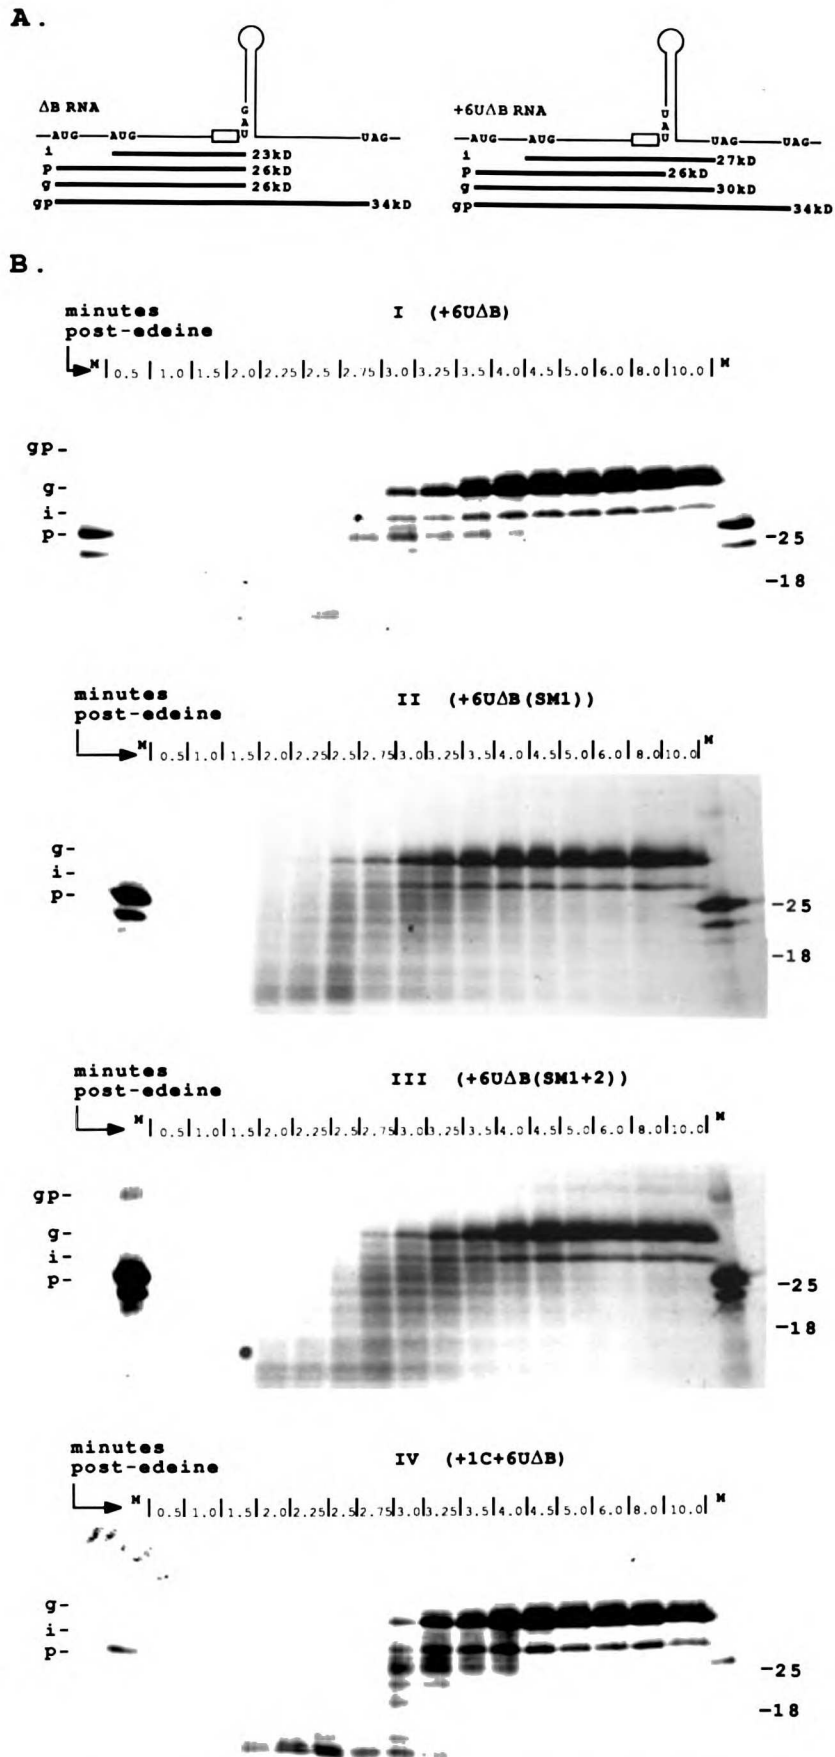 A.
ΔB RNA
G
A
U
—AUG——AUG ——UAG—
i 23kD
p 26kD
g 26kD
gp 34kD
+6UΔB RNA
U
A
U
—AUG——AUG ——UAG——UAG—
i 27kD
p 26kD
g 30kD
gp 34kD
B.
minutes
post-edeine
I (+6UΔB)
M | 0.5 | 1.0 | 1.5 | 2.0 | 2.25 | 2.5 | 2.75 | 3.0 | 3.25 | 3.5 | 4.0 | 4.5 | 5.0 | 6.0 | 8.0 | 10.0 | M
gp-
g-
i-
p-
-25
-18
minutes
post-edeine
II (+6UΔB(SM1))
M | 0.5 | 1.0 | 1.5 | 2.0 | 2.25 | 2.5 | 2.75 | 3.0 | 3.25 | 3.5 | 4.0 | 4.5 | 5.0 | 6.0 | 8.0 | 10.0 | M
g-
i-
p-
-25
-18
minutes
post-edeine
III (+6UΔB(SM1+2))
M | 0.5 | 1.0 | 1.5 | 2.0 | 2.25 | 2.5 | 2.75 | 3.0 | 3.25 | 3.5 | 4.0 | 4.5 | 5.0 | 6.0 | 8.0 | 10.0 | M
gp-
g-
i-
p-
-25
-18
minutes
post-edeine
IV (+1C+6UΔB)
M | 0.5 | 1.0 | 1.5 | 2.0 | 2.25 | 2.5 | 2.75 | 3.0 | 3.25 | 3.5 | 4.0 | 4.5 | 5.0 | 6.0 | 8.0 | 10.0 | M
g-
i-
p-
-25
-18